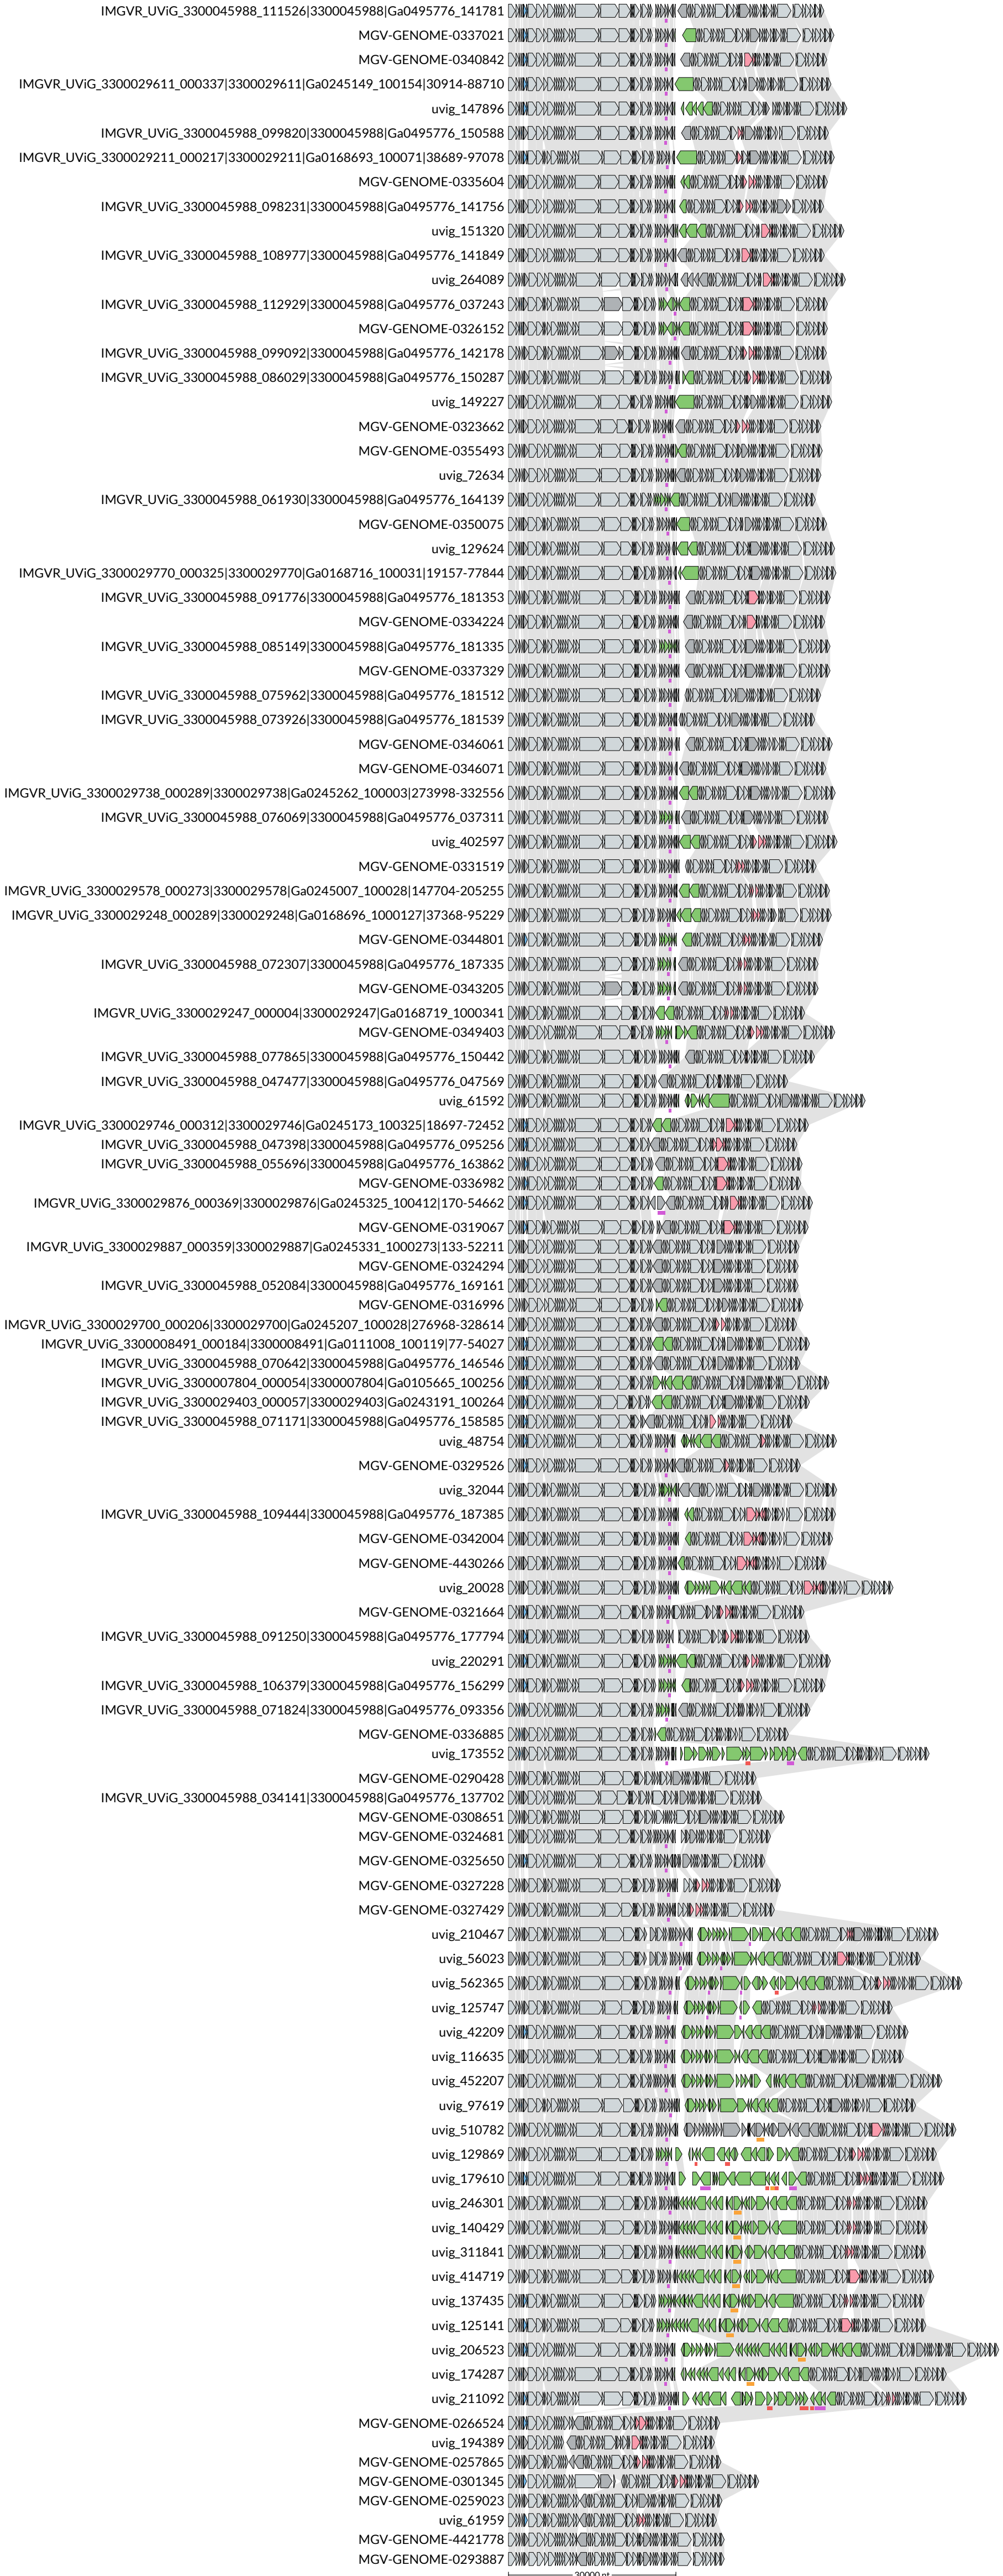 IMGVR_UViG_3300045988_111526|3300045988|Ga0495776_141781
MGV-GENOME-0337021
MGV-GENOME-0340842
IMGVR_UViG_3300029611_000337|3300029611|Ga0245149_100154|30914-88710
uvig_147896
IMGVR_UViG_3300045988_099820|3300045988|Ga0495776_150588
IMGVR_UViG_3300029211_000217|3300029211|Ga0168693_100071|38689-97078
MGV-GENOME-0335604
IMGVR_UViG_3300045988_098231|3300045988|Ga0495776_141756
uvig_151320
IMGVR_UViG_3300045988_108977|3300045988|Ga0495776_141849
uvig_264089
IMGVR_UViG_3300045988_112929|3300045988|Ga0495776_037243
MGV-GENOME-0326152
IMGVR_UViG_3300045988_099092|3300045988|Ga0495776_142178
IMGVR_UViG_3300045988_086029|3300045988|Ga0495776_150287
uvig_149227
MGV-GENOME-0323662
MGV-GENOME-0355493
uvig_72634
IMGVR_UViG_3300045988_061930|3300045988|Ga0495776_164139
MGV-GENOME-0350075
uvig_129624
IMGVR_UViG_3300029770_000325|3300029770|Ga0168716_100031|19157-77844
IMGVR_UViG_3300045988_091776|3300045988|Ga0495776_181353
MGV-GENOME-0334224
IMGVR_UViG_3300045988_085149|3300045988|Ga0495776_181335
MGV-GENOME-0337329
IMGVR_UViG_3300045988_075962|3300045988|Ga0495776_181512
IMGVR_UViG_3300045988_073926|3300045988|Ga0495776_181539
MGV-GENOME-0346061
MGV-GENOME-0346071
IMGVR_UViG_3300029738_000289|3300029738|Ga0245262_100003|273998-332556
IMGVR_UViG_3300045988_076069|3300045988|Ga0495776_037311
uvig_402597
MGV-GENOME-0331519
IMGVR_UViG_3300029578_000273|3300029578|Ga0245007_100028|147704-205255
IMGVR_UViG_3300029248_000289|3300029248|Ga0168696_1000127|37368-95229
MGV-GENOME-0344801
IMGVR_UViG_3300045988_072307|3300045988|Ga0495776_187335
MGV-GENOME-0343205
IMGVR_UViG_3300029247_000004|3300029247|Ga0168719_1000341
MGV-GENOME-0349403
IMGVR_UViG_3300045988_077865|3300045988|Ga0495776_150442
IMGVR_UViG_3300045988_047477|3300045988|Ga0495776_047569
uvig_61592
IMGVR_UViG_3300029746_000312|3300029746|Ga0245173_100325|18697-72452
IMGVR_UViG_3300045988_047398|3300045988|Ga0495776_095256
IMGVR_UViG_3300045988_055696|3300045988|Ga0495776_163862
MGV-GENOME-0336982
IMGVR_UViG_3300029876_000369|3300029876|Ga0245325_100412|170-54662
MGV-GENOME-0319067
IMGVR_UViG_3300029887_000359|3300029887|Ga0245331_1000273|133-52211
MGV-GENOME-0324294
IMGVR_UViG_3300045988_052084|3300045988|Ga0495776_169161
MGV-GENOME-0316996
IMGVR_UViG_3300029700_000206|3300029700|Ga0245207_100028|276968-328614
IMGVR_UViG_3300008491_000184|3300008491|Ga0111008_100119|77-54027
IMGVR_UViG_3300045988_070642|3300045988|Ga0495776_146546
IMGVR_UViG_3300007804_000054|3300007804|Ga0105665_100256
IMGVR_UViG_3300029403_000057|3300029403|Ga0243191_100264
IMGVR_UViG_3300045988_071171|3300045988|Ga0495776_158585
uvig_48754
MGV-GENOME-0329526
uvig_32044
IMGVR_UViG_3300045988_109444|3300045988|Ga0495776_187385
MGV-GENOME-0342004
MGV-GENOME-4430266
uvig_20028
MGV-GENOME-0321664
IMGVR_UViG_3300045988_091250|3300045988|Ga0495776_177794
uvig_220291
IMGVR_UViG_3300045988_106379|3300045988|Ga0495776_156299
IMGVR_UViG_3300045988_071824|3300045988|Ga0495776_093356
MGV-GENOME-0336885
uvig_173552
MGV-GENOME-0290428
IMGVR_UViG_3300045988_034141|3300045988|Ga0495776_137702
MGV-GENOME-0308651
MGV-GENOME-0324681
MGV-GENOME-0325650
MGV-GENOME-0327228
MGV-GENOME-0327429
uvig_210467
uvig_56023
uvig_562365
uvig_125747
uvig_42209
uvig_116635
uvig_452207
uvig_97619
uvig_510782
uvig_129869
uvig_179610
uvig_246301
uvig_140429
uvig_311841
uvig_414719
uvig_137435
uvig_125141
uvig_206523
uvig_174287
uvig_211092
MGV-GENOME-0266524
uvig_194389
MGV-GENOME-0257865
MGV-GENOME-0301345
MGV-GENOME-0259023
uvig_61959
MGV-GENOME-4421778
MGV-GENOME-0293887
30000 nt